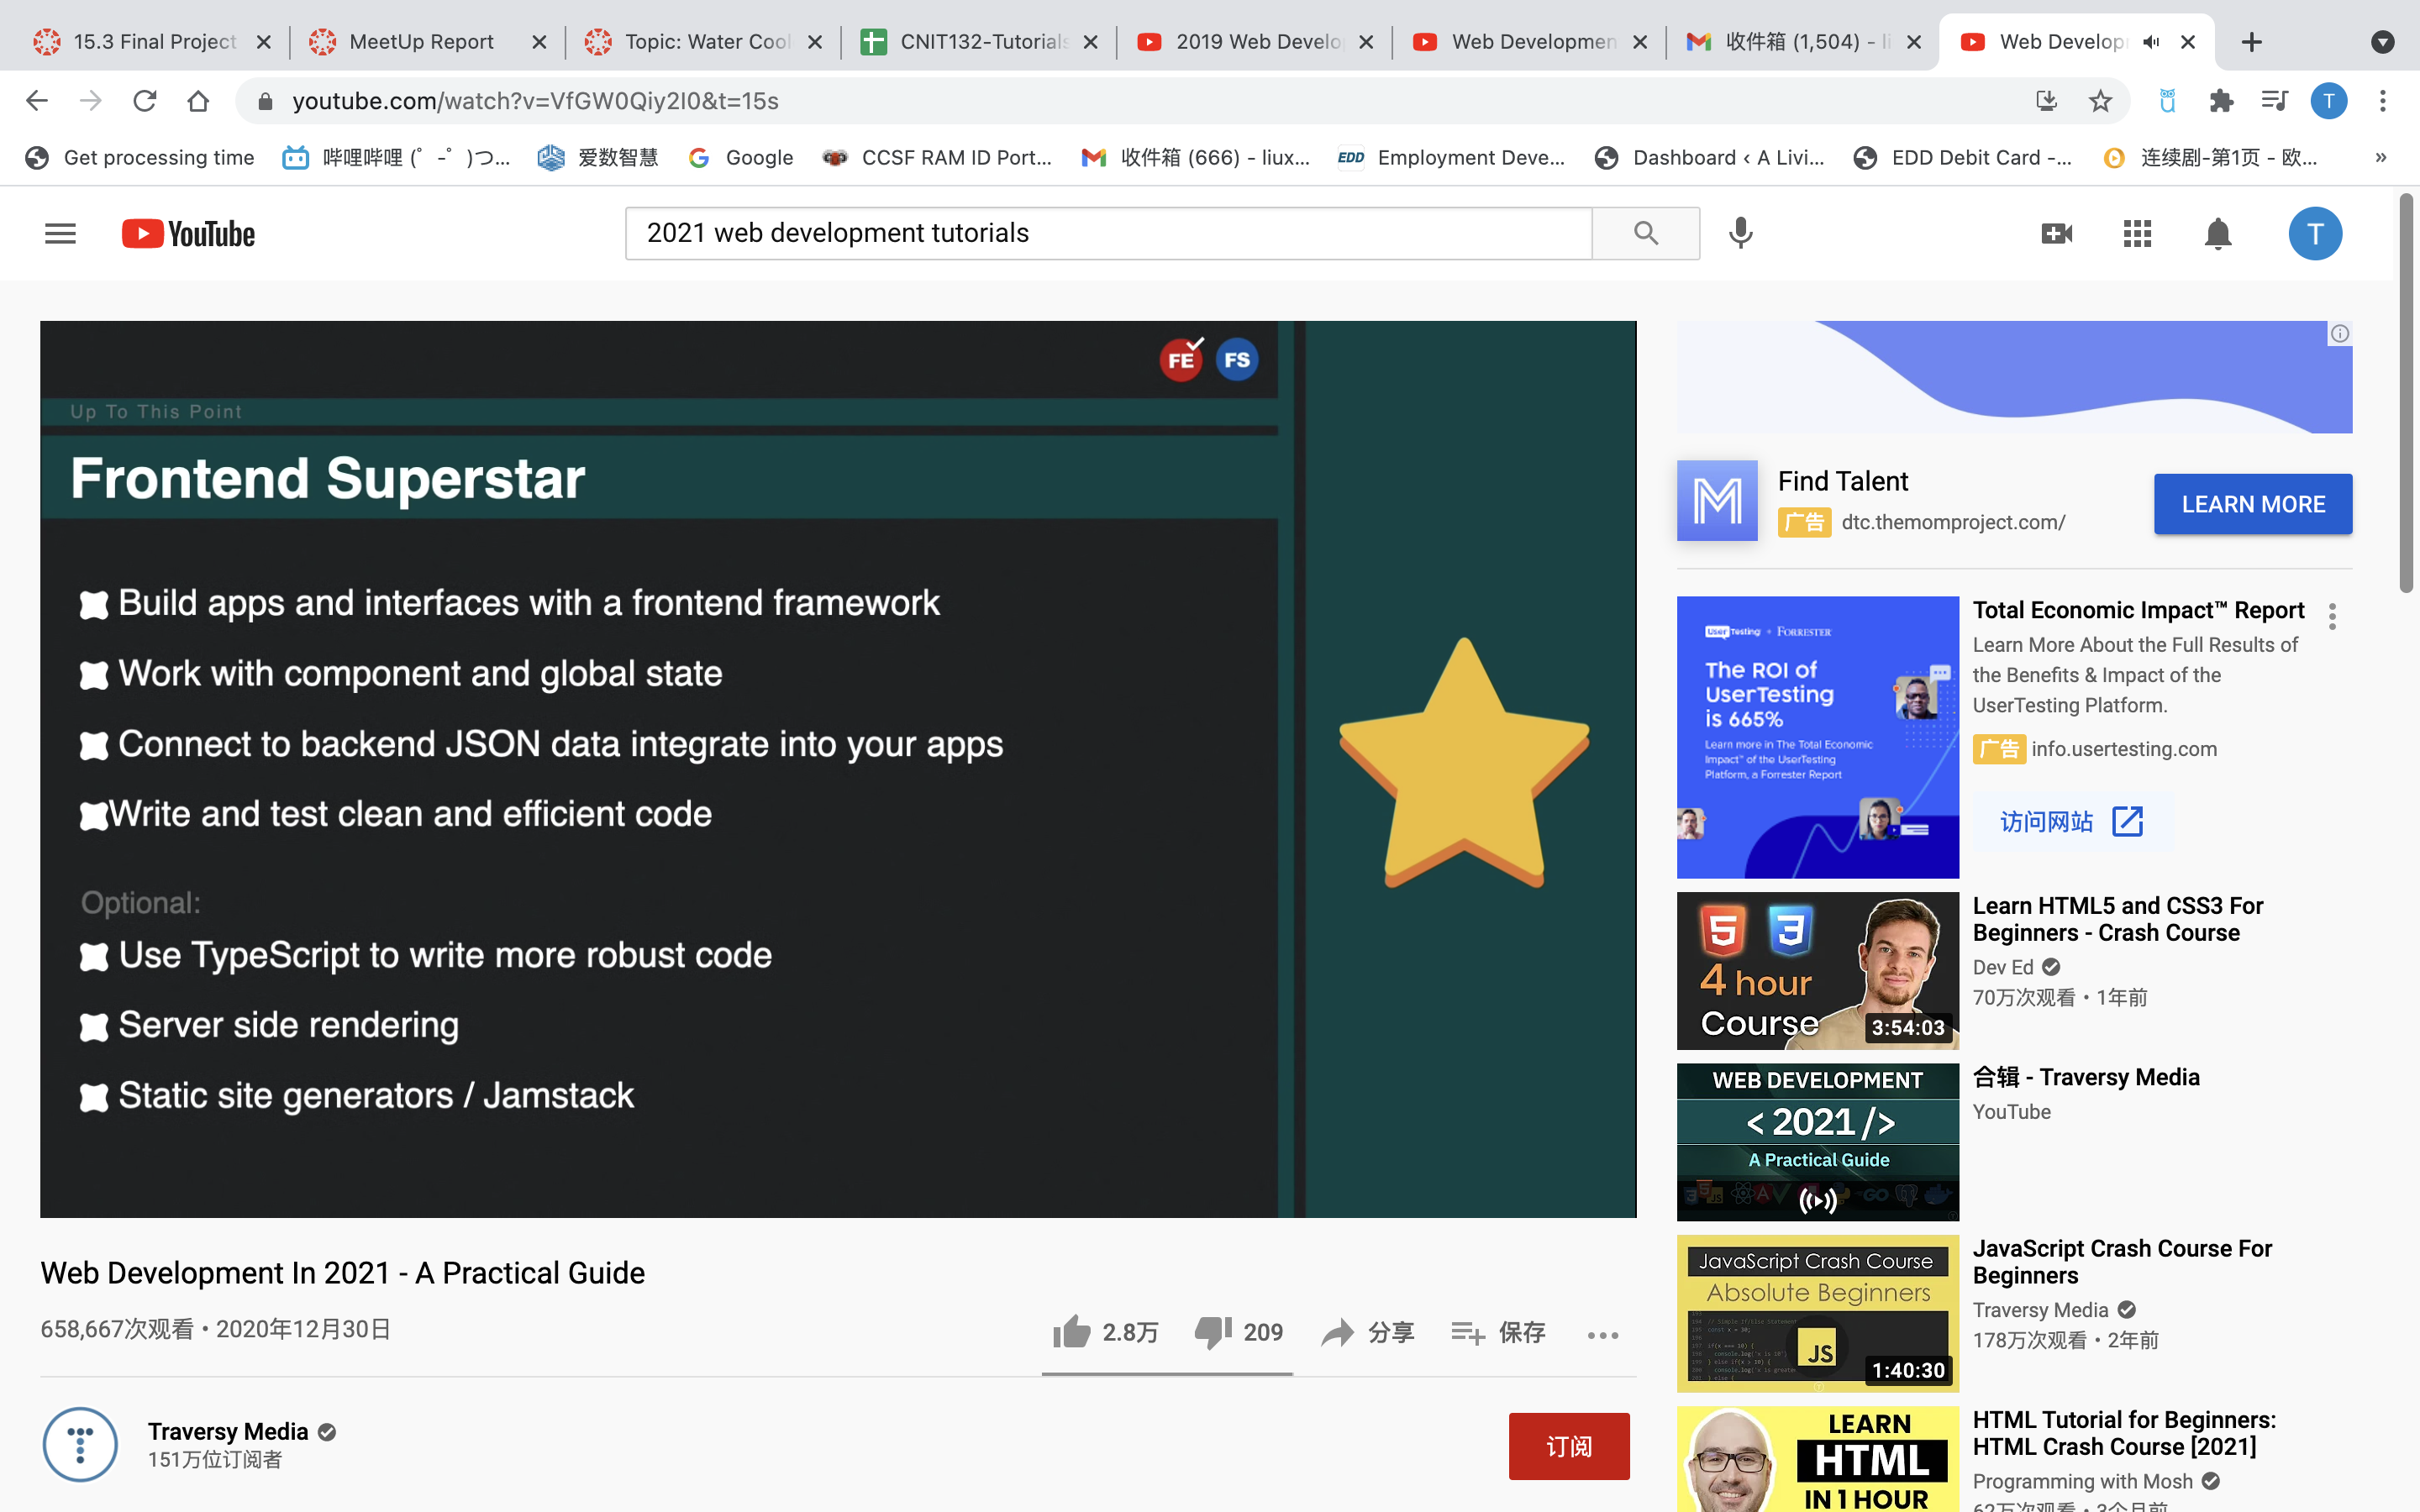 15.3 Final Project
MeetUp Report
Topic: Water Cool
CNIT132-Tutorials
2019 Web Develo
Web Developmen
收件箱 (1,504) - li
Web Develop
youtube.com/watch?v=VfGW0Qiy2I0&t=15s
T
Get processing time
哔哩哔哩 (゜-゜)つ...
爱数智慧
Google
CCSF RAM ID Port...
收件箱 (666) - liux...
EDD
Employment Deve...
Dashboard ‹ A Livi...
EDD Debit Card -...
连续剧-第1页 - 欧...
»
YouTube
2021 web development tutorials
T
FE
FS
Up To This Point
Frontend Superstar
Build apps and interfaces with a frontend framework
Work with component and global state
Connect to backend JSON data integrate into your apps
Write and test clean and efficient code
Optional:
Use TypeScript to write more robust code
Server side rendering
Static site generators / Jamstack
Web Development In 2021 - A Practical Guide
658,667次观看 • 2020年12月30日
2.8万
209
分享
保存
Traversy Media
151万位订阅者
订阅
M
Find Talent
广告 dtc.themomproject.com/
LEARN MORE
UserTesting + FORRESTER
The ROI of
UserTesting
is 665%
Learn more in The Total Economic
Impact™ of the UserTesting
Platform, a Forrester Report
Total Economic Impact™ Report
Learn More About the Full Results of
the Benefits & Impact of the
UserTesting Platform.
广告 info.usertesting.com
访问网站
5 3
4 hour
Course
3:54:03
Learn HTML5 and CSS3 For
Beginners - Crash Course
Dev Ed
70万次观看 • 1年前
WEB DEVELOPMENT
< 2021 />
A Practical Guide
合辑 - Traversy Media
YouTube
JavaScript Crash Course
Absolute Beginners
JS
1:40:30
JavaScript Crash Course For
Beginners
Traversy Media
178万次观看 • 2年前
LEARN
HTML
IN 1 HOUR
HTML Tutorial for Beginners:
HTML Crash Course [2021]
Programming with Mosh
62万次观看 • 3个月前